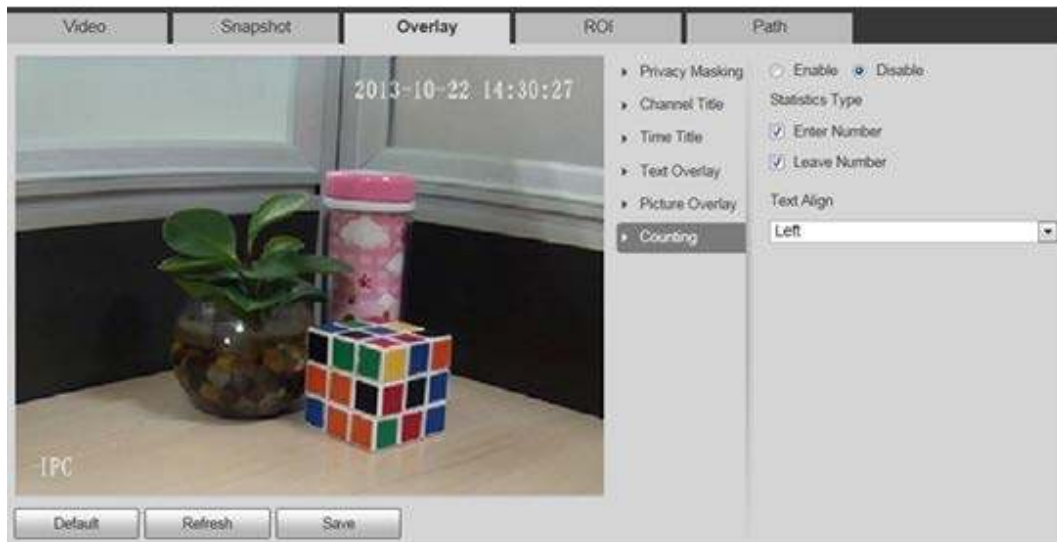 Video
Snapshot
Overlay
ROI
Path
2013-10-22 14:30:27
IPC
Privacy Masking
Channel Title
Time Title
Text Overlay
Picture Overlay
Counting
Enable
Disable
Statistics Type
Enter Number
Leave Number
Text Align
Left
Default
Refresh
Save